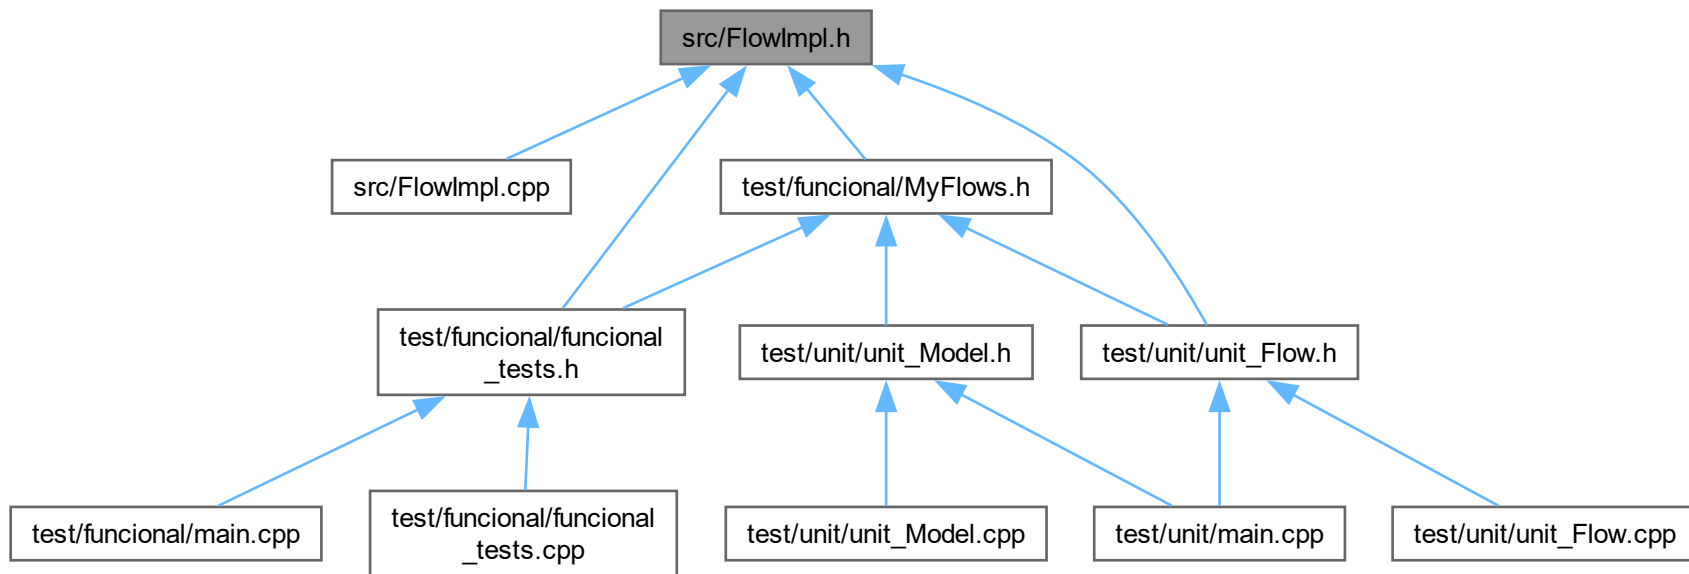 src/FlowImpl.h
src/FlowImpl.cpp
test/funcional/MyFlows.h
test/funcional/funcional
_tests.h
test/unit/unit_Model.h
test/unit/unit_Flow.h
test/funcional/main.cpp
test/funcional/funcional
_tests.cpp
test/unit/unit_Model.cpp
test/unit/main.cpp
test/unit/unit_Flow.cpp